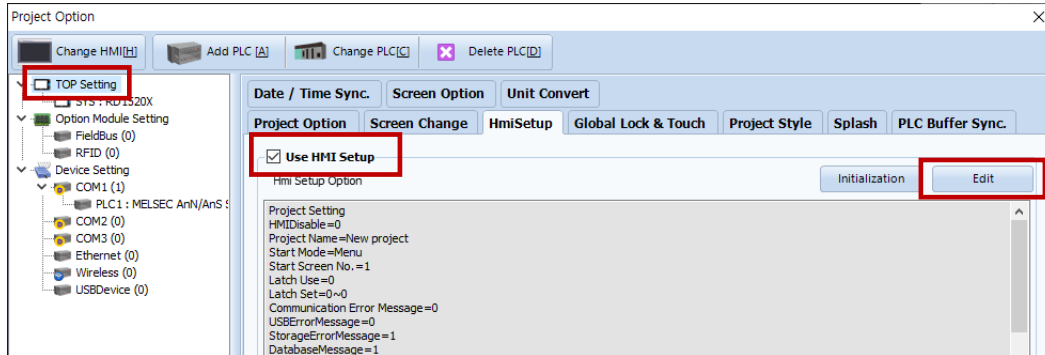 Project Option
Change HMI[H] Add PLC [A] Change PLC[C] Delete PLC[D]
TOP Setting
SYS : RD1520X
Option Module Setting
FieldBus (0)
RFID (0)
Device Setting
COM1 (1)
PLC1 : MELSEC AnN/AnS
COM2 (0)
COM3 (0)
Ethernet (0)
Wireless (0)
USBDevice (0)
Date / Time Sync. Screen Option Unit Convert
Project Option Screen Change HmiSetup Global Lock & Touch Project Style Splash PLC Buffer Sync.
Use HMI Setup
Hmi Setup Option Initialization Edit
Project Setting
HMIDisable=0
Project Name=New project
Start Mode=Menu
Start Screen No.=1
Latch Use=0
Latch Set=0~0
Communication Error Message=0
USBErrorMessage=0
StorageErrorMessage=1
DatabaseMessage=1